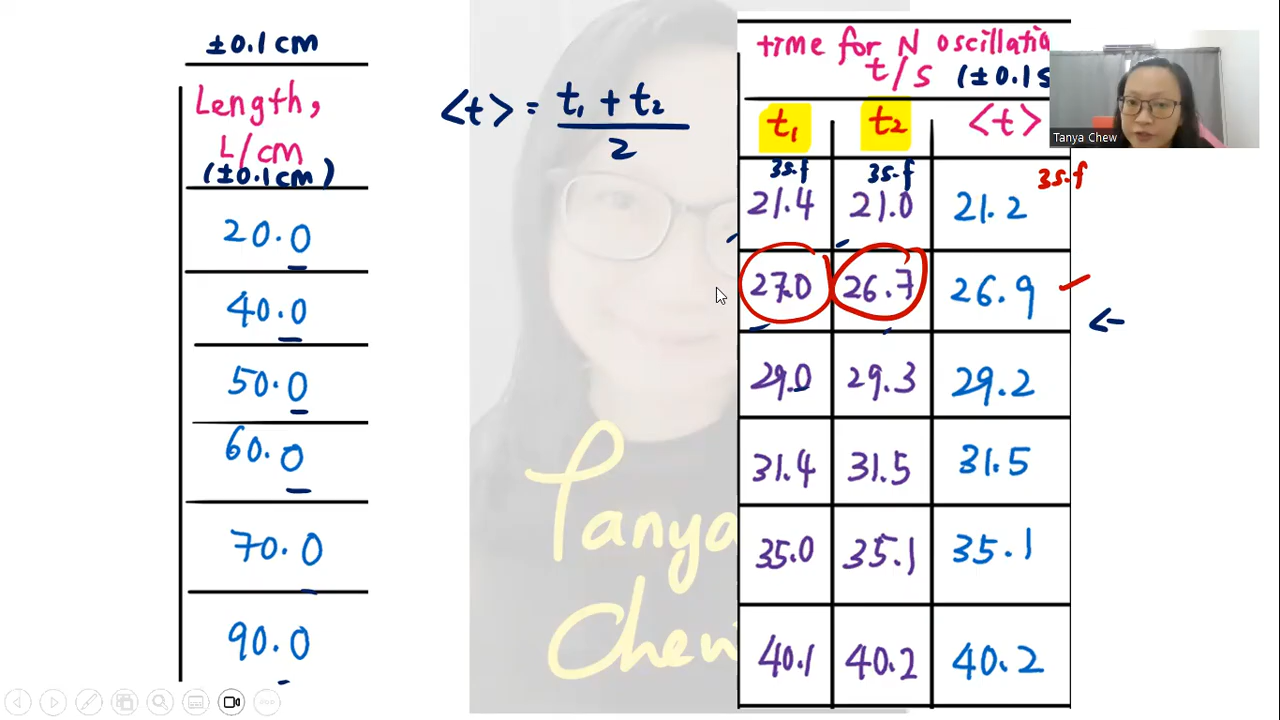 ±0.1cm
Length,
L/cm
(±0.1cm)
20.0
40.0
50.0
60.0
70.0
90.0
<t> = t1 + t2
2
Tanya
Chew
time for N oscillatio
t/s (±0.1s
t1 t2 <t>
3s.f 3s.f 3s.f
21.4 21.0 21.2
27.0 26.7 26.9
29.0 29.3 29.2
31.4 31.5 31.5
35.0 35.1 35.1
40.1 40.2 40.2
Tanya Chew